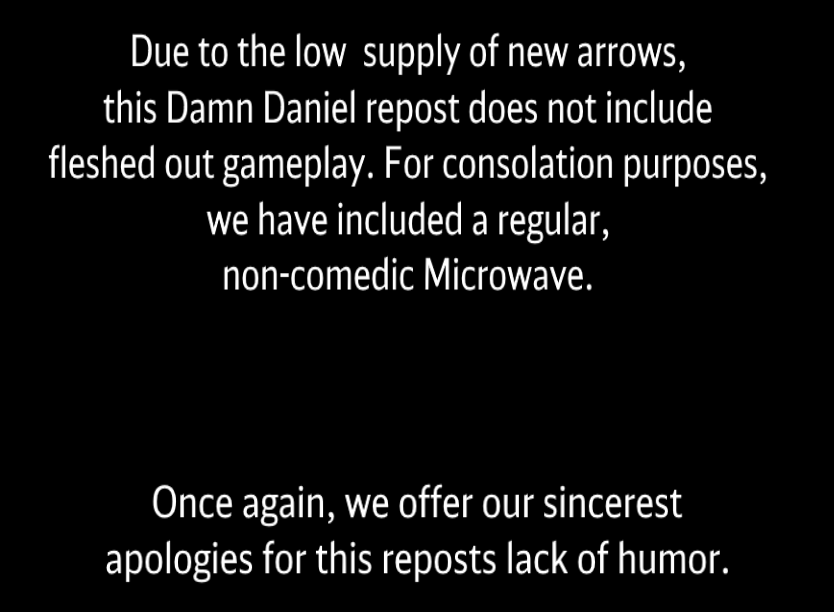 Due to the low  supply of new arrows,
this Damn Daniel repost does not include
fleshed out gameplay. For consolation purposes,
we have included a regular,
non-comedic Microwave.
Once again, we offer our sincerest
apologies for this reposts lack of humor.